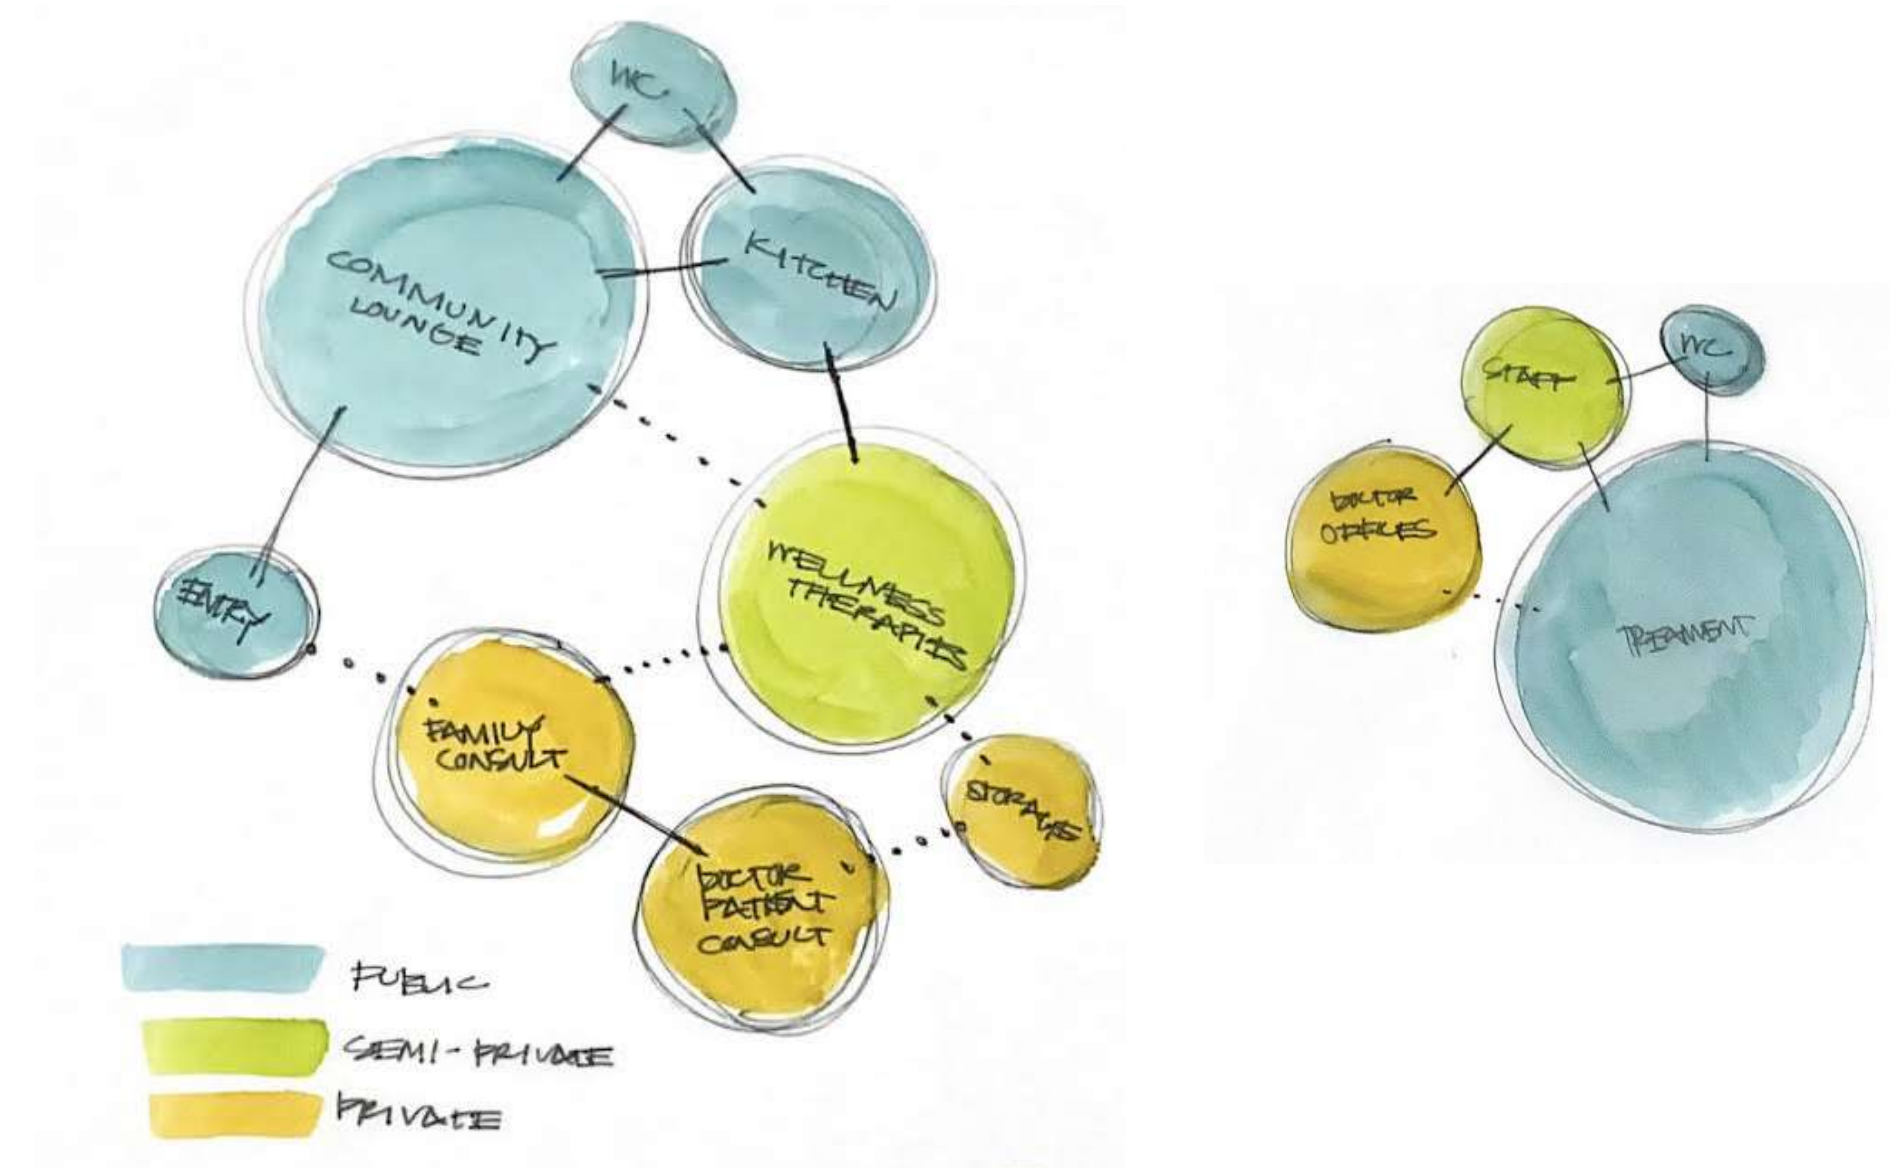 WC
COMMUNITY
LOUNGE
KITCHEN
ENTRY
WELLNESS
THERAPIES
FAMILY
CONSULT
STORAGE
DOCTOR
PATIENT
CONSULT
PUBLIC
SEMI-PRIVATE
PRIVATE
STAFF
WC
DOCTOR
OFFICES
TREAMENT